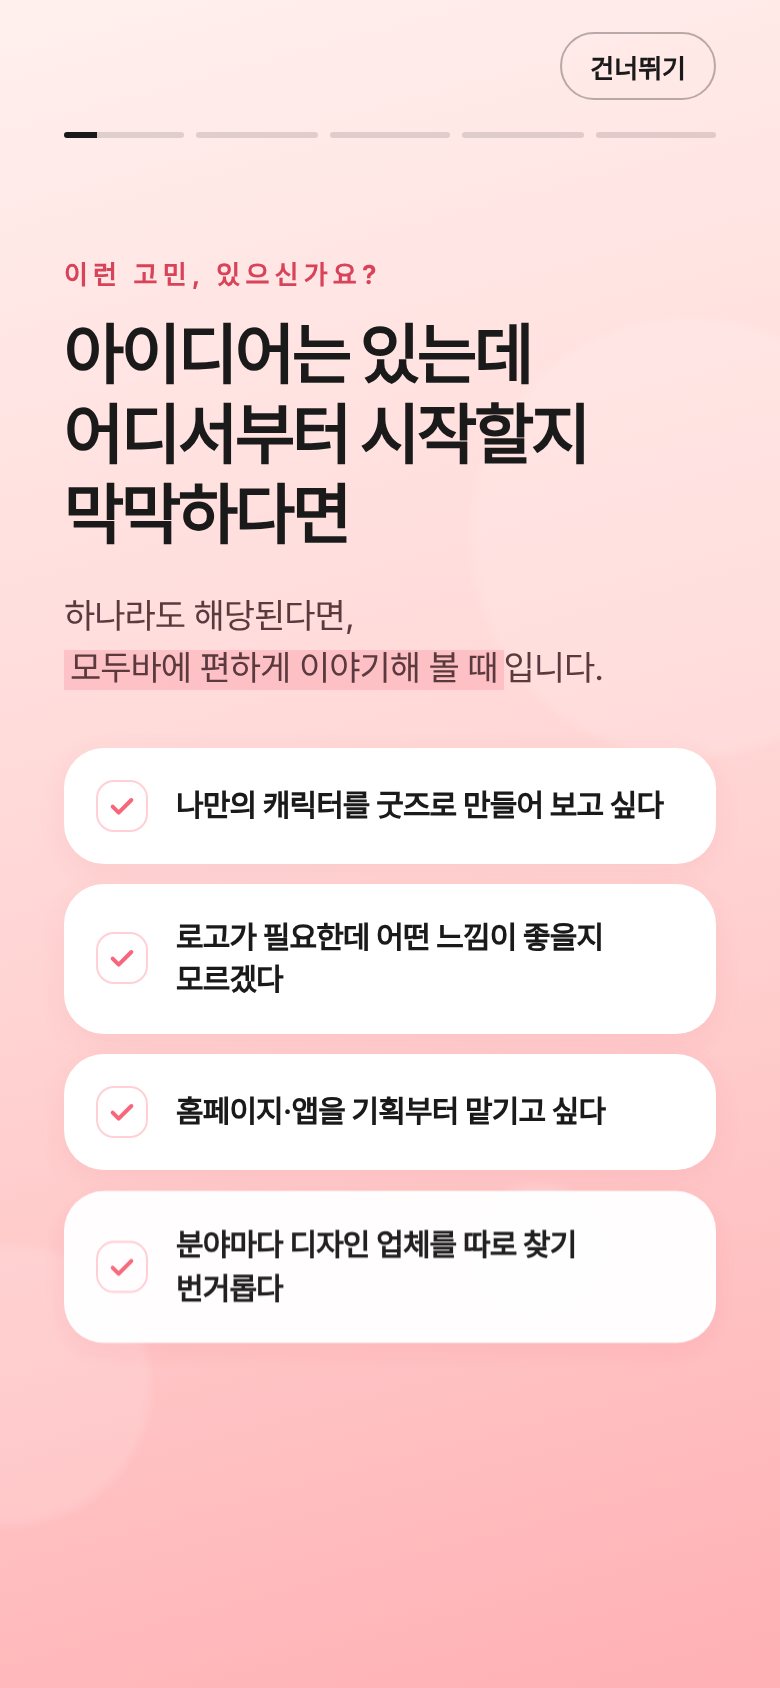 건너뛰기
이런 고민, 있으신가요?
아이디어는 있는데
어디서부터 시작할지
막막하다면
하나라도 해당된다면,
모두바에 편하게 이야기해 볼 때입니다.
나만의 캐릭터를 굿즈로 만들어 보고 싶다
로고가 필요한데 어떤 느낌이 좋을지
모르겠다
홈페이지·앱을 기획부터 맡기고 싶다
분야마다 디자인 업체를 따로 찾기
번거롭다